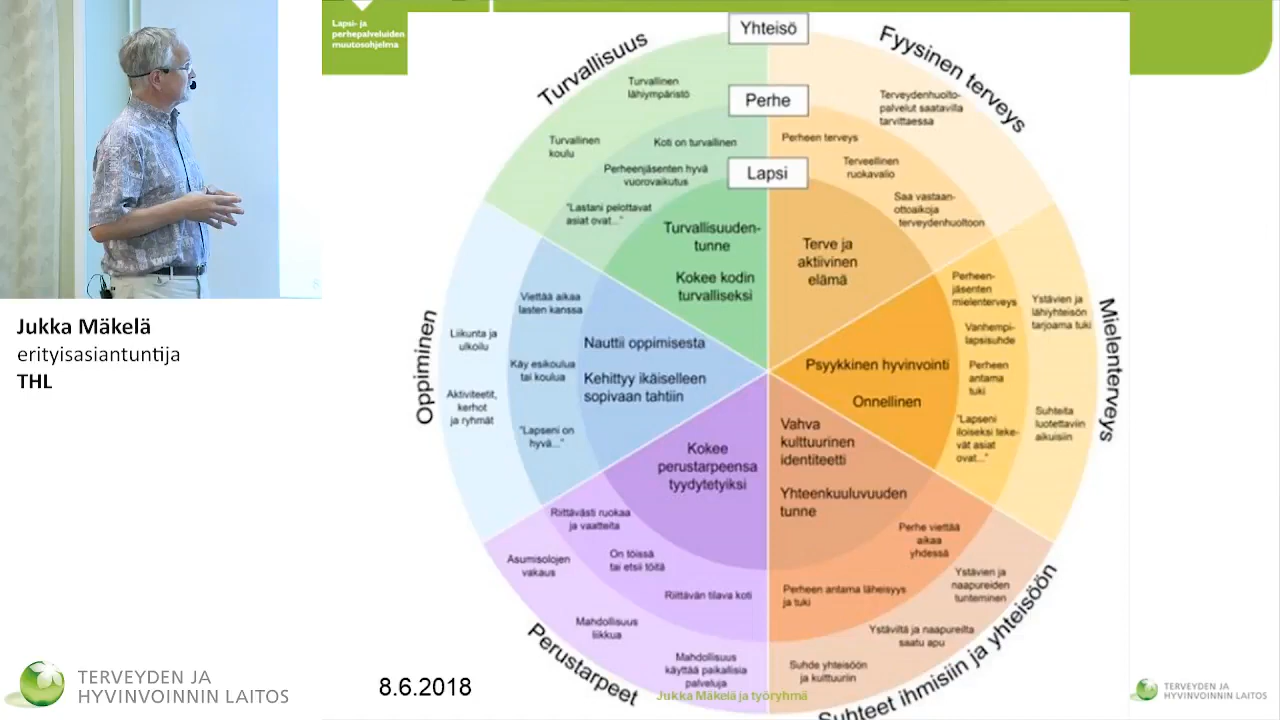 Lapsi- ja
perhepalveluiden
muutosohjelma
Jukka Mäkelä
erityisasiantuntija
THL
TERVEYDEN JA
HYVINVOINNIN LAITOS
8.6.2018
Yhteisö
Perhe
Lapsi
Turvallisuus
Turvallinen
lähiympäristö
Turvallinen
koulu
Koti on turvallinen
Perheenjäsenten hyvä
vuorovaikutus
"Lastani pelottavat
asiat ovat..."
Turvallisuuden-
tunne
Kokee kodin
turvalliseksi
Fyysinen terveys
Terveydenhuolto-
palvelut saatavilla
tarvittaessa
Perheen terveys
Terveellinen
ruokavalio
Saa vastaan-
ottoaikoja
terveydenhuoltoon
Terve ja
aktiivinen
elämä
Mielenterveys
Perheen-
jäsenten
mielenterveys
Ystävien ja
lähiyhteisön
tarjoama tuki
Vanhempi-
lapsisuhde
Perheen
antama
tuki
Suhteita
luotettaviin
aikuisiin
"Lapseni
iloiseksi teke-
vät asiat
ovat..."
Psyykkinen hyvinvointi
Onnellinen
Suhteet ihmisiin ja yhteisöön
Vahva
kulttuurinen
identiteetti
Yhteenkuuluvuuden
tunne
Perhe viettää
aikaa
yhdessä
Perheen antama läheisyys
ja tuki
Ystävien ja
naapureiden
tunteminen
Ystäviltä ja naapureilta
saatu apu
Suhde yhteisöön
ja kulttuuriin
Perustarpeet
Kokee
perustarpeensa
tyydytetyiksi
Riittävästi ruokaa
ja vaatteita
On töissä
tai etsii töitä
Riittävän tilava koti
Asumisolojen
vakaus
Mahdollisuus
liikkua
Mahdollisuus
käyttää paikallisia
palveluja
Oppiminen
Viettää aikaa
lasten kanssa
Liikunta ja
ulkoilu
Käy esikoulua
tai koulua
Aktiviteetit,
kerhot
ja ryhmät
"Lapseni on
hyvä..."
Nauttii oppimisesta
Kehittyy ikäiselleen
sopivaan tahtiin
Jukka Mäkelä ja työryhmä
TERVEYDEN JA
HYVINVOINNIN LAITOS